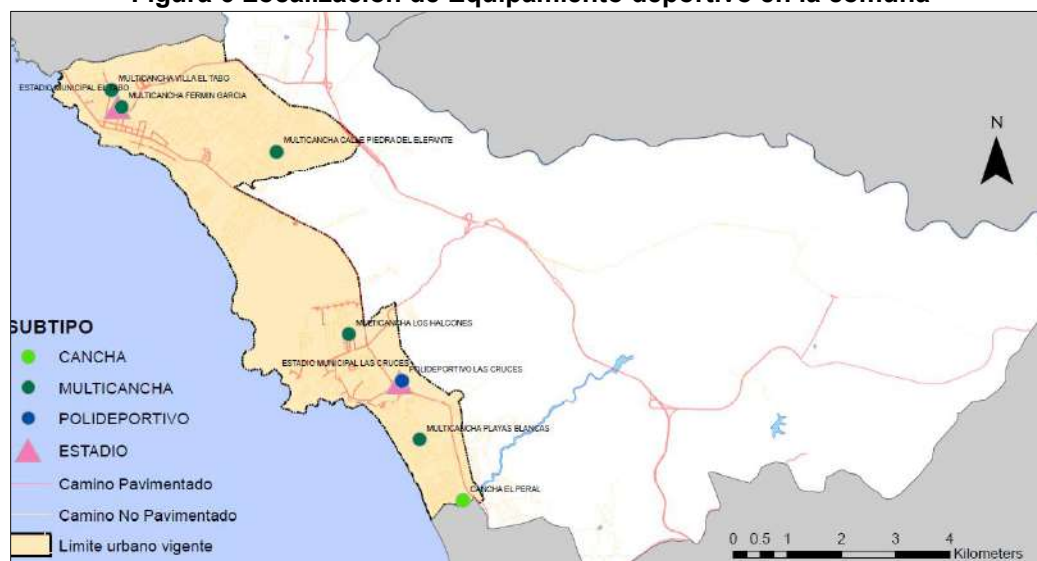 Figura 6 Localización de Equipamiento deportivo en la comuna
MULTICANCHA VILLA EL TABO
ESTADIO MUNICIPAL EL TABO
MULTICANCHA FERMIN GARCIA
MULTICANCHA CALLE PIEDRA DEL ELEFANTE
N
MULTICANCHA LOS HALCONES
ESTADIO MUNICIPAL LAS CRUCES
POLIDEPORTIVO LAS CRUCES
MULTICANCHA PLAYAS BLANCAS
CANCHA EL PERAL
SUBTIPO
CANCHA
MULTICANCHA
POLIDEPORTIVO
ESTADIO
Camino Pavimentado
Camino No Pavimentado
Limite urbano vigente
0 0.5 1 2 3 4
Kilometers